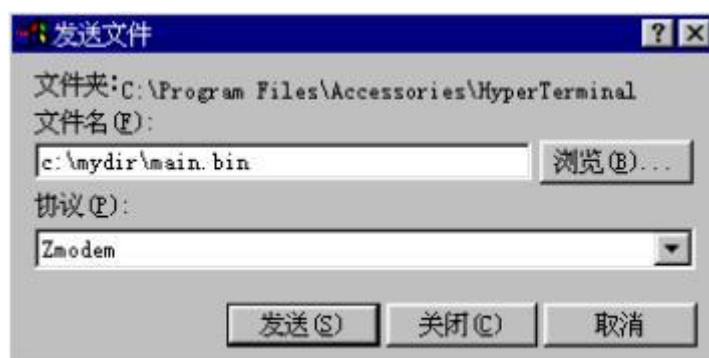 发送文件
文件夹:C:\Program Files\Accessories\HyperTerminal
文件名(F):
c:\mydir\main.bin
浏览(B)...
协议(P):
Zmodem
发送(S) 关闭(C) 取消